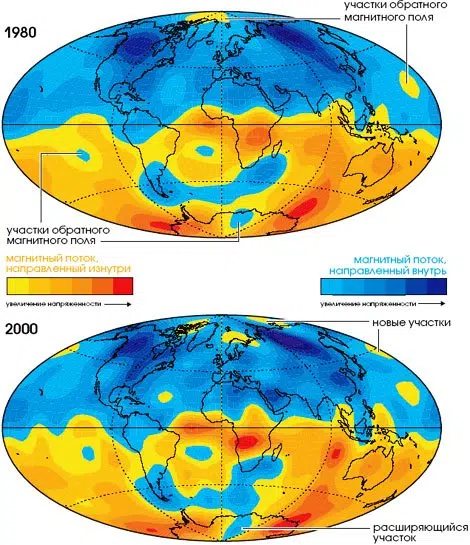 1980
участки обратного
магнитного поля
участки обратного
магнитного поля
магнитный поток,
направленный изнутри
увеличение напряженности
магнитный поток,
направленный внутрь
увеличение напряженности
2000
новые участки
расширяющийся
участок